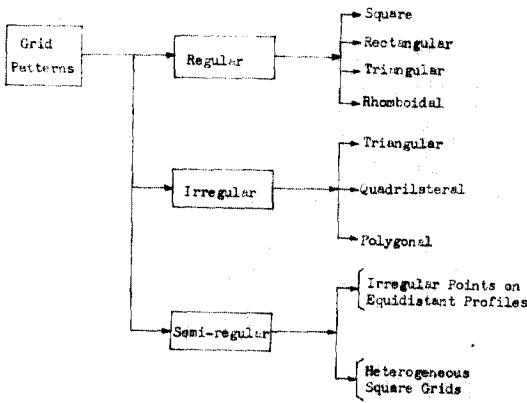 Grid
Patterns
Regular
Square
Rectangular
Triangular
Rhomboidal
Irregular
Triangular
Quadrilsteral
Polygonal
Semi-regular
Irregular Points on
Equidistant Profiles
Heterogeneous
Square Grids